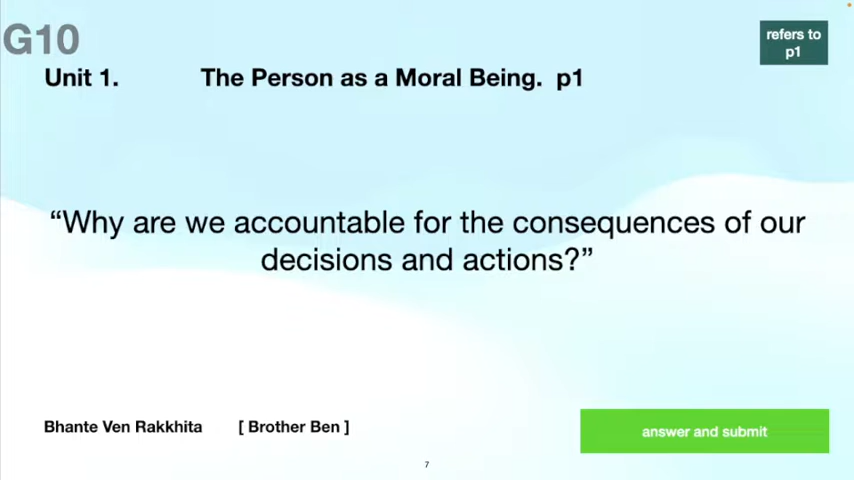 G10
refers to
p1
Unit 1. The Person as a Moral Being. p1
“Why are we accountable for the consequences of our
decisions and actions?”
Bhante Ven Rakkhita [ Brother Ben ]
answer and submit
7